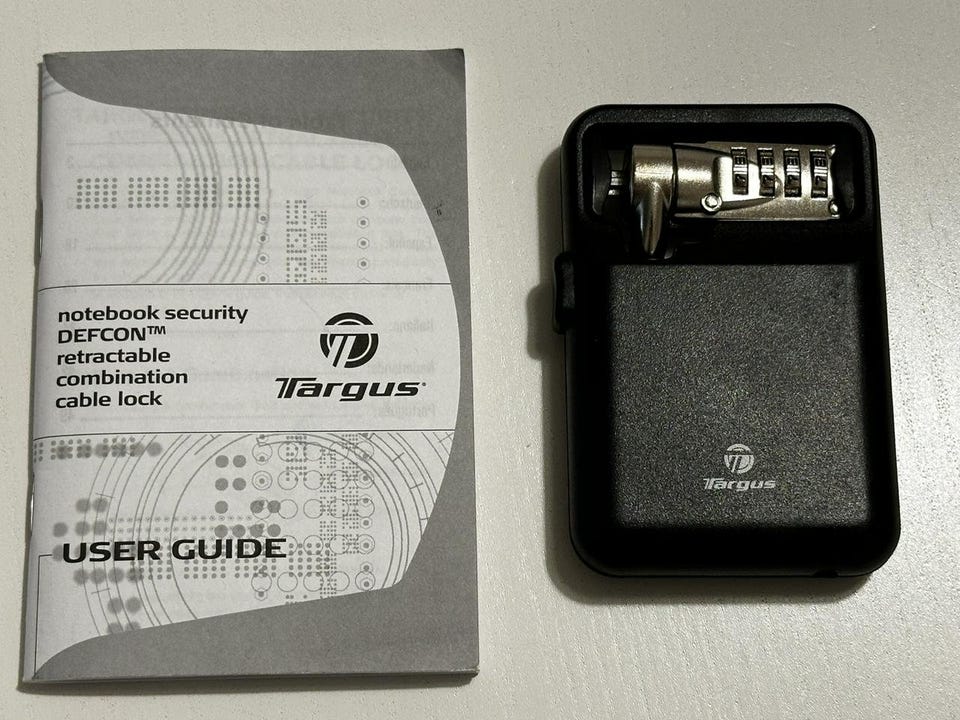 notebook security
DEFCON™
retractable
combination
cable lock
Targus
USER GUIDE
Targus